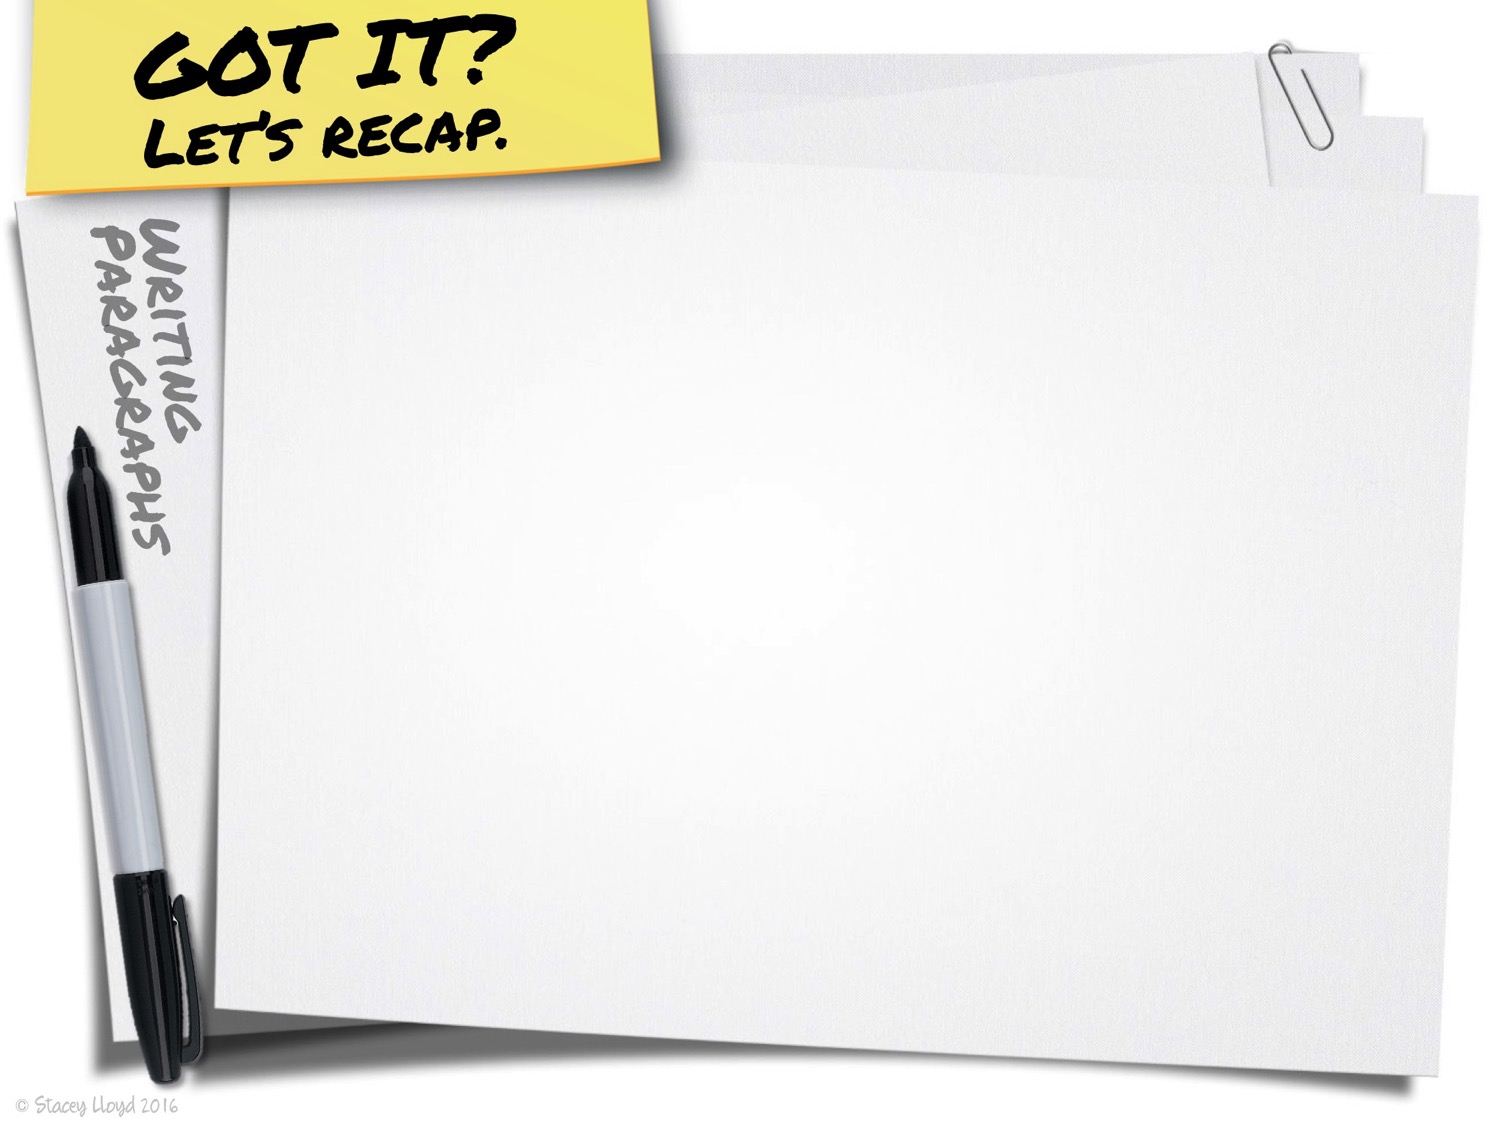 GOT IT?
LET'S RECAP.
WRITING
PARAGRAPHS
© Stacey Lloyd 2016